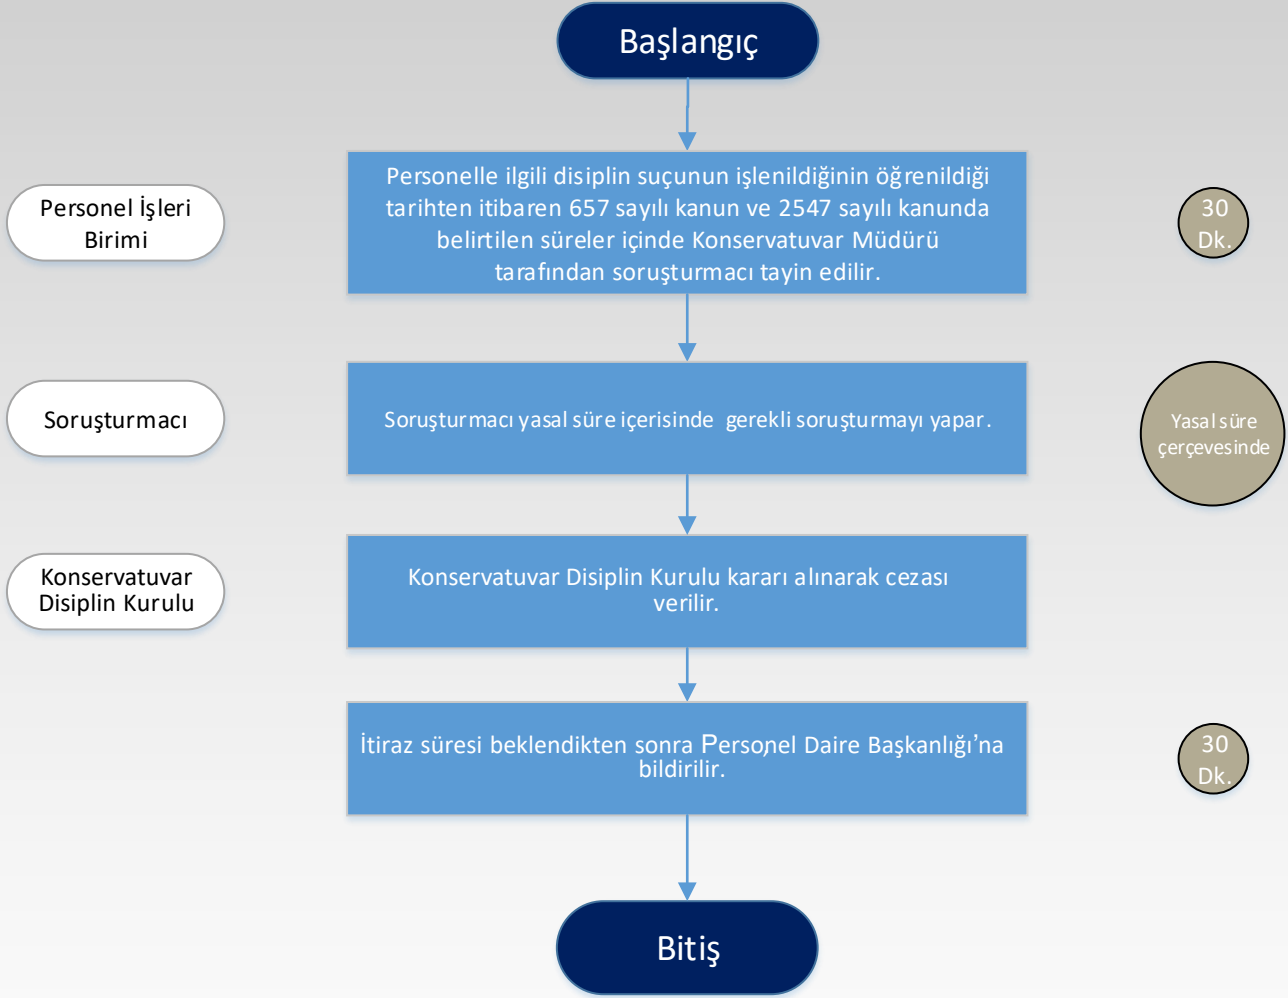 Başlangıç
Personel İşleri
Birimi
Personelle ilgili disiplin suçunun işlenildiğinin öğrenildiği
tarihten itibaren 657 sayılı kanun ve 2547 sayılı kanunda
belirtilen süreler içinde Konservatuvar Müdürü
tarafından soruşturmacı tayin edilir.
30
Dk.
Soruşturmacı
Soruşturmacı yasal süre içerisinde gerekli soruşturmayı yapar.
Yasal süre
çerçevesinde
Konservatuvar
Disiplin Kurulu
Konservatuvar Disiplin Kurulu kararı alınarak cezası
verilir.
İtiraz süresi beklendikten sonra Personel Daire Başkanlığı’na
bildirilir.
30
Dk.
Bitiş